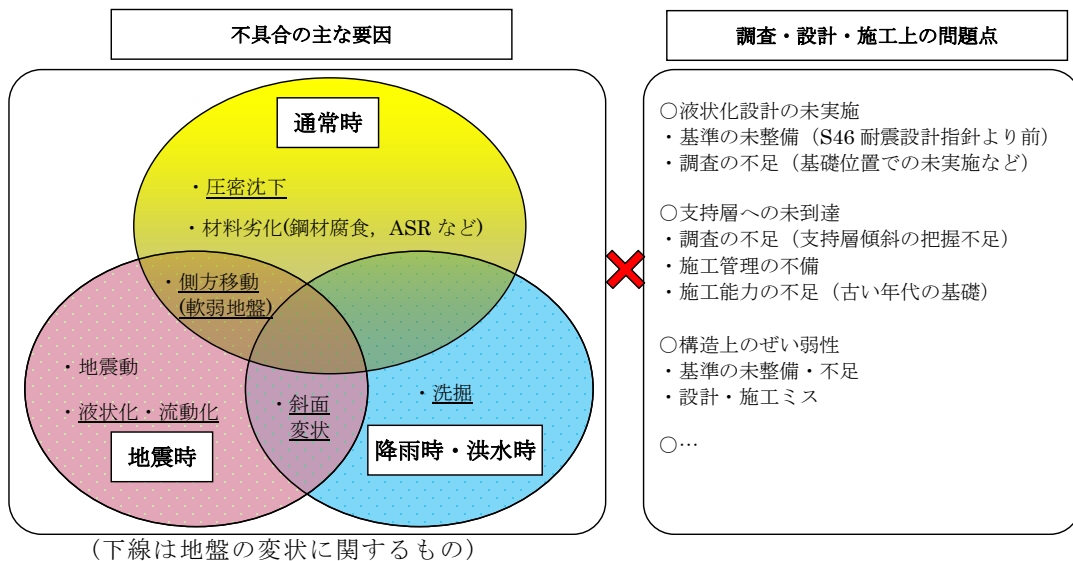 不具合の主な要因
通常時
・圧密沈下
・材料劣化(鋼材腐食，ASR など)
・側方移動
(軟弱地盤)
・地震動
・液状化・流動化
地震時
・斜面
変状
・洗掘
降雨時・洪水時
（下線は地盤の変状に関するもの）
調査・設計・施工上の問題点
○液状化設計の未実施
・基準の未整備（S46 耐震設計指針より前）
・調査の不足（基礎位置での未実施など）
○支持層への未到達
・調査の不足（支持層傾斜の把握不足）
・施工管理の不備
・施工能力の不足（古い年代の基礎）
○構造上のぜい弱性
・基準の未整備・不足
・設計・施工ミス
○…